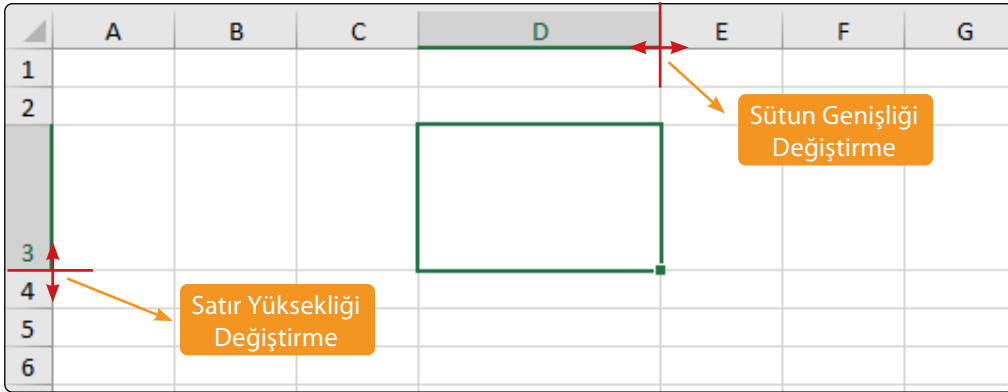 A B C D E F G
1
2
Sütun Genişliği
Değiştirme
3
4
Satır Yüksekliği
Değiştirme
5
6